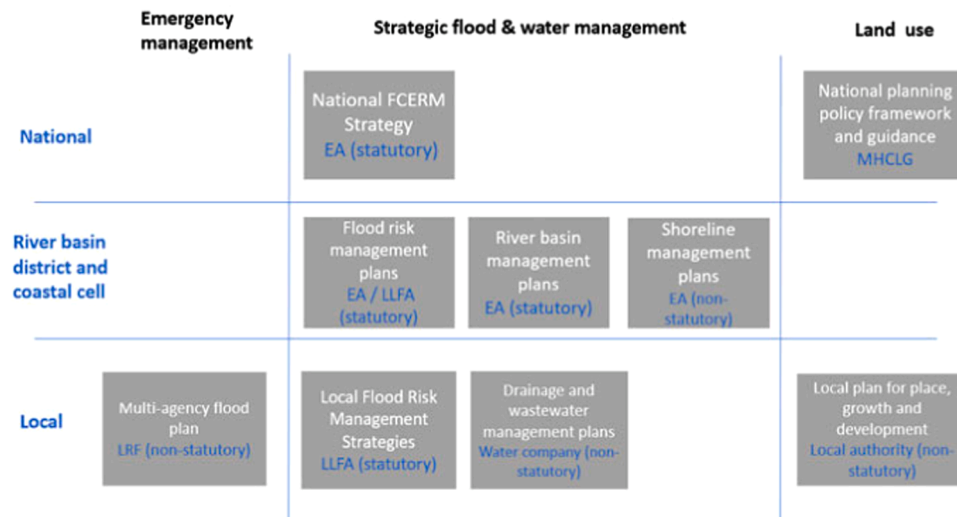 Emergency
management
Strategic flood & water management
Land use
National
National FCERM
Strategy
EA (statutory)
National planning
policy framework
and guidance
MHCLG
River basin
district and
coastal cell
Flood risk
management
plans
EA / LLFA
(statutory)
River basin
management
plans
EA (statutory)
Shoreline
management
plans
EA (non-
statutory)
Local
Multi-agency flood
plan
LRF (non-statutory)
Local Flood Risk
Management
Strategies
LLFA (statutory)
Drainage and
wastewater
management plans
Water company (non-
statutory)
Local plan for place,
growth and
development
Local authority (non-
statutory)